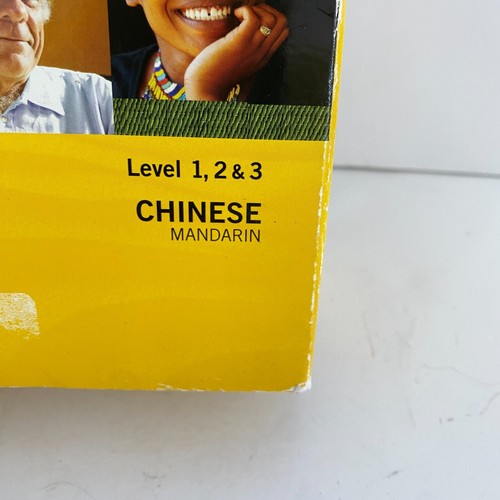 Level 1, 2 & 3
CHINESE
MANDARIN